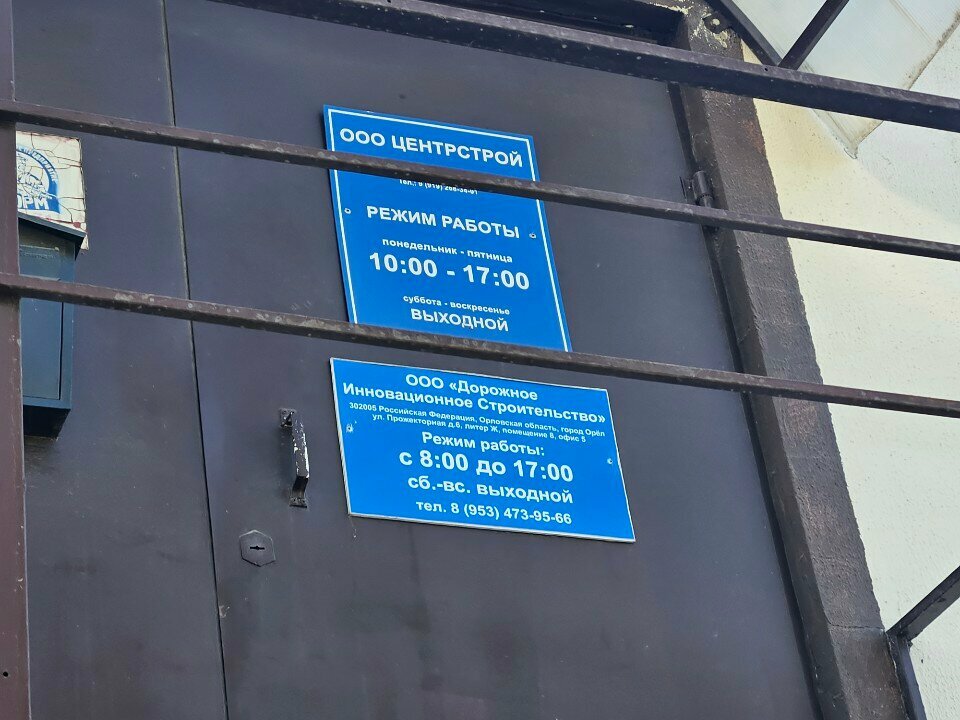 ООО ЦЕНТРСТРОЙ
РЕЖИМ РАБОТЫ
понедельник - пятница
10:00 - 17:00
суббота - воскресенье
ВЫХОДНОЙ
ООО «Дорожное
Инновационное Строительство»
302005 Российская Федерация, Орловская область, город Орёл
ул. Прожекторная д.6, литер Ж, помещение 8, офис 5
Режим работы:
с 8:00 до 17:00
сб.-вс. выходной
тел. 8 (953) 473-95-66